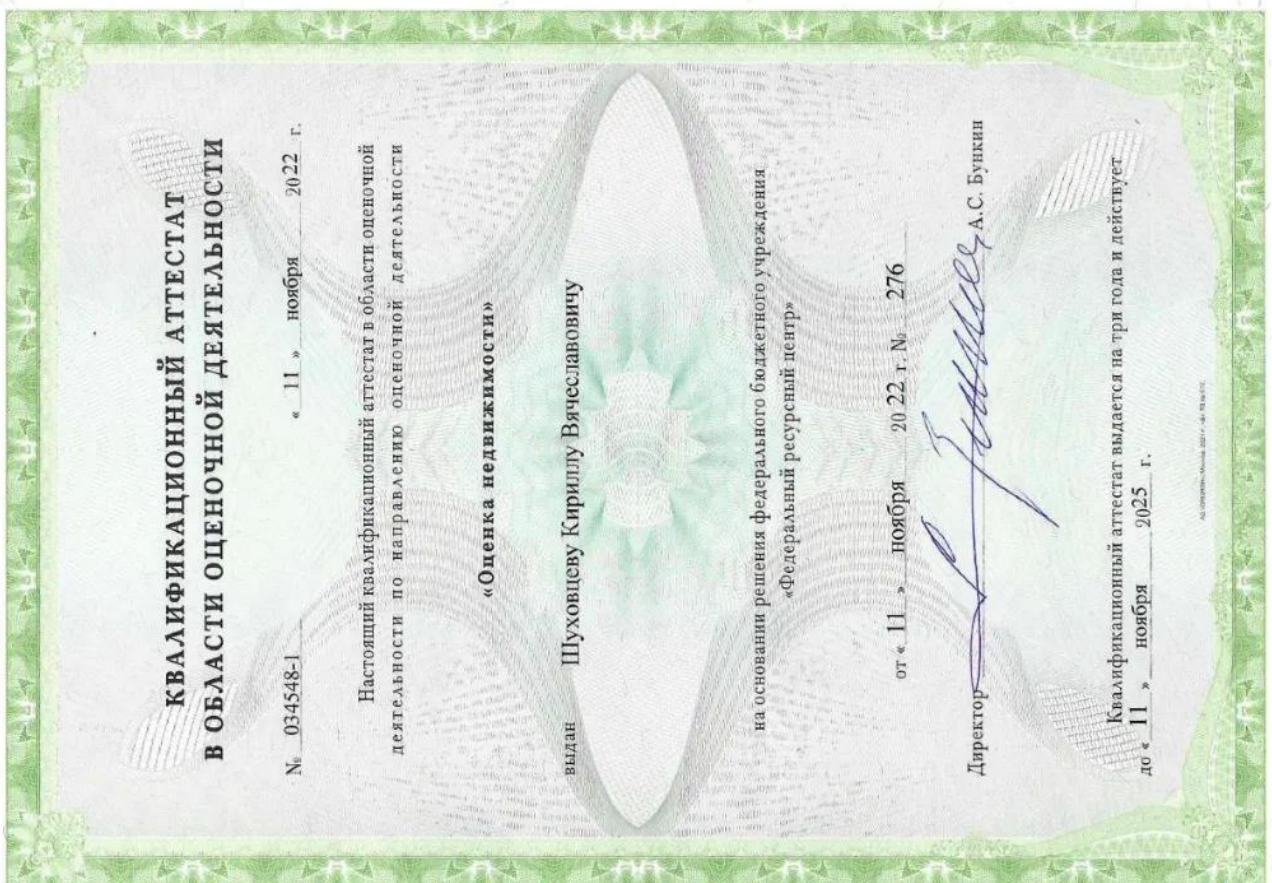 КВАЛИФИКАЦИОННЫЙ АТТЕСТАТ
В ОБЛАСТИ ОЦЕНОЧНОЙ ДЕЯТЕЛЬНОСТИ
№ 034548-1 « 11 » ноября 2022 г.
Настоящий квалификационный аттестат в области оценочной
деятельности по направлению оценочной деятельности
«Оценка недвижимости»
выдан Шуховцеву Кириллу Вячеславовичу
на основании решения федерального бюджетного учреждения
«Федеральный ресурсный центр»
от « 11 » ноября 20 22 г. № 276
Директор А.С. Бункин
Квалификационный аттестат выдается на три года и действует
до « 11 » ноября 2025 г.